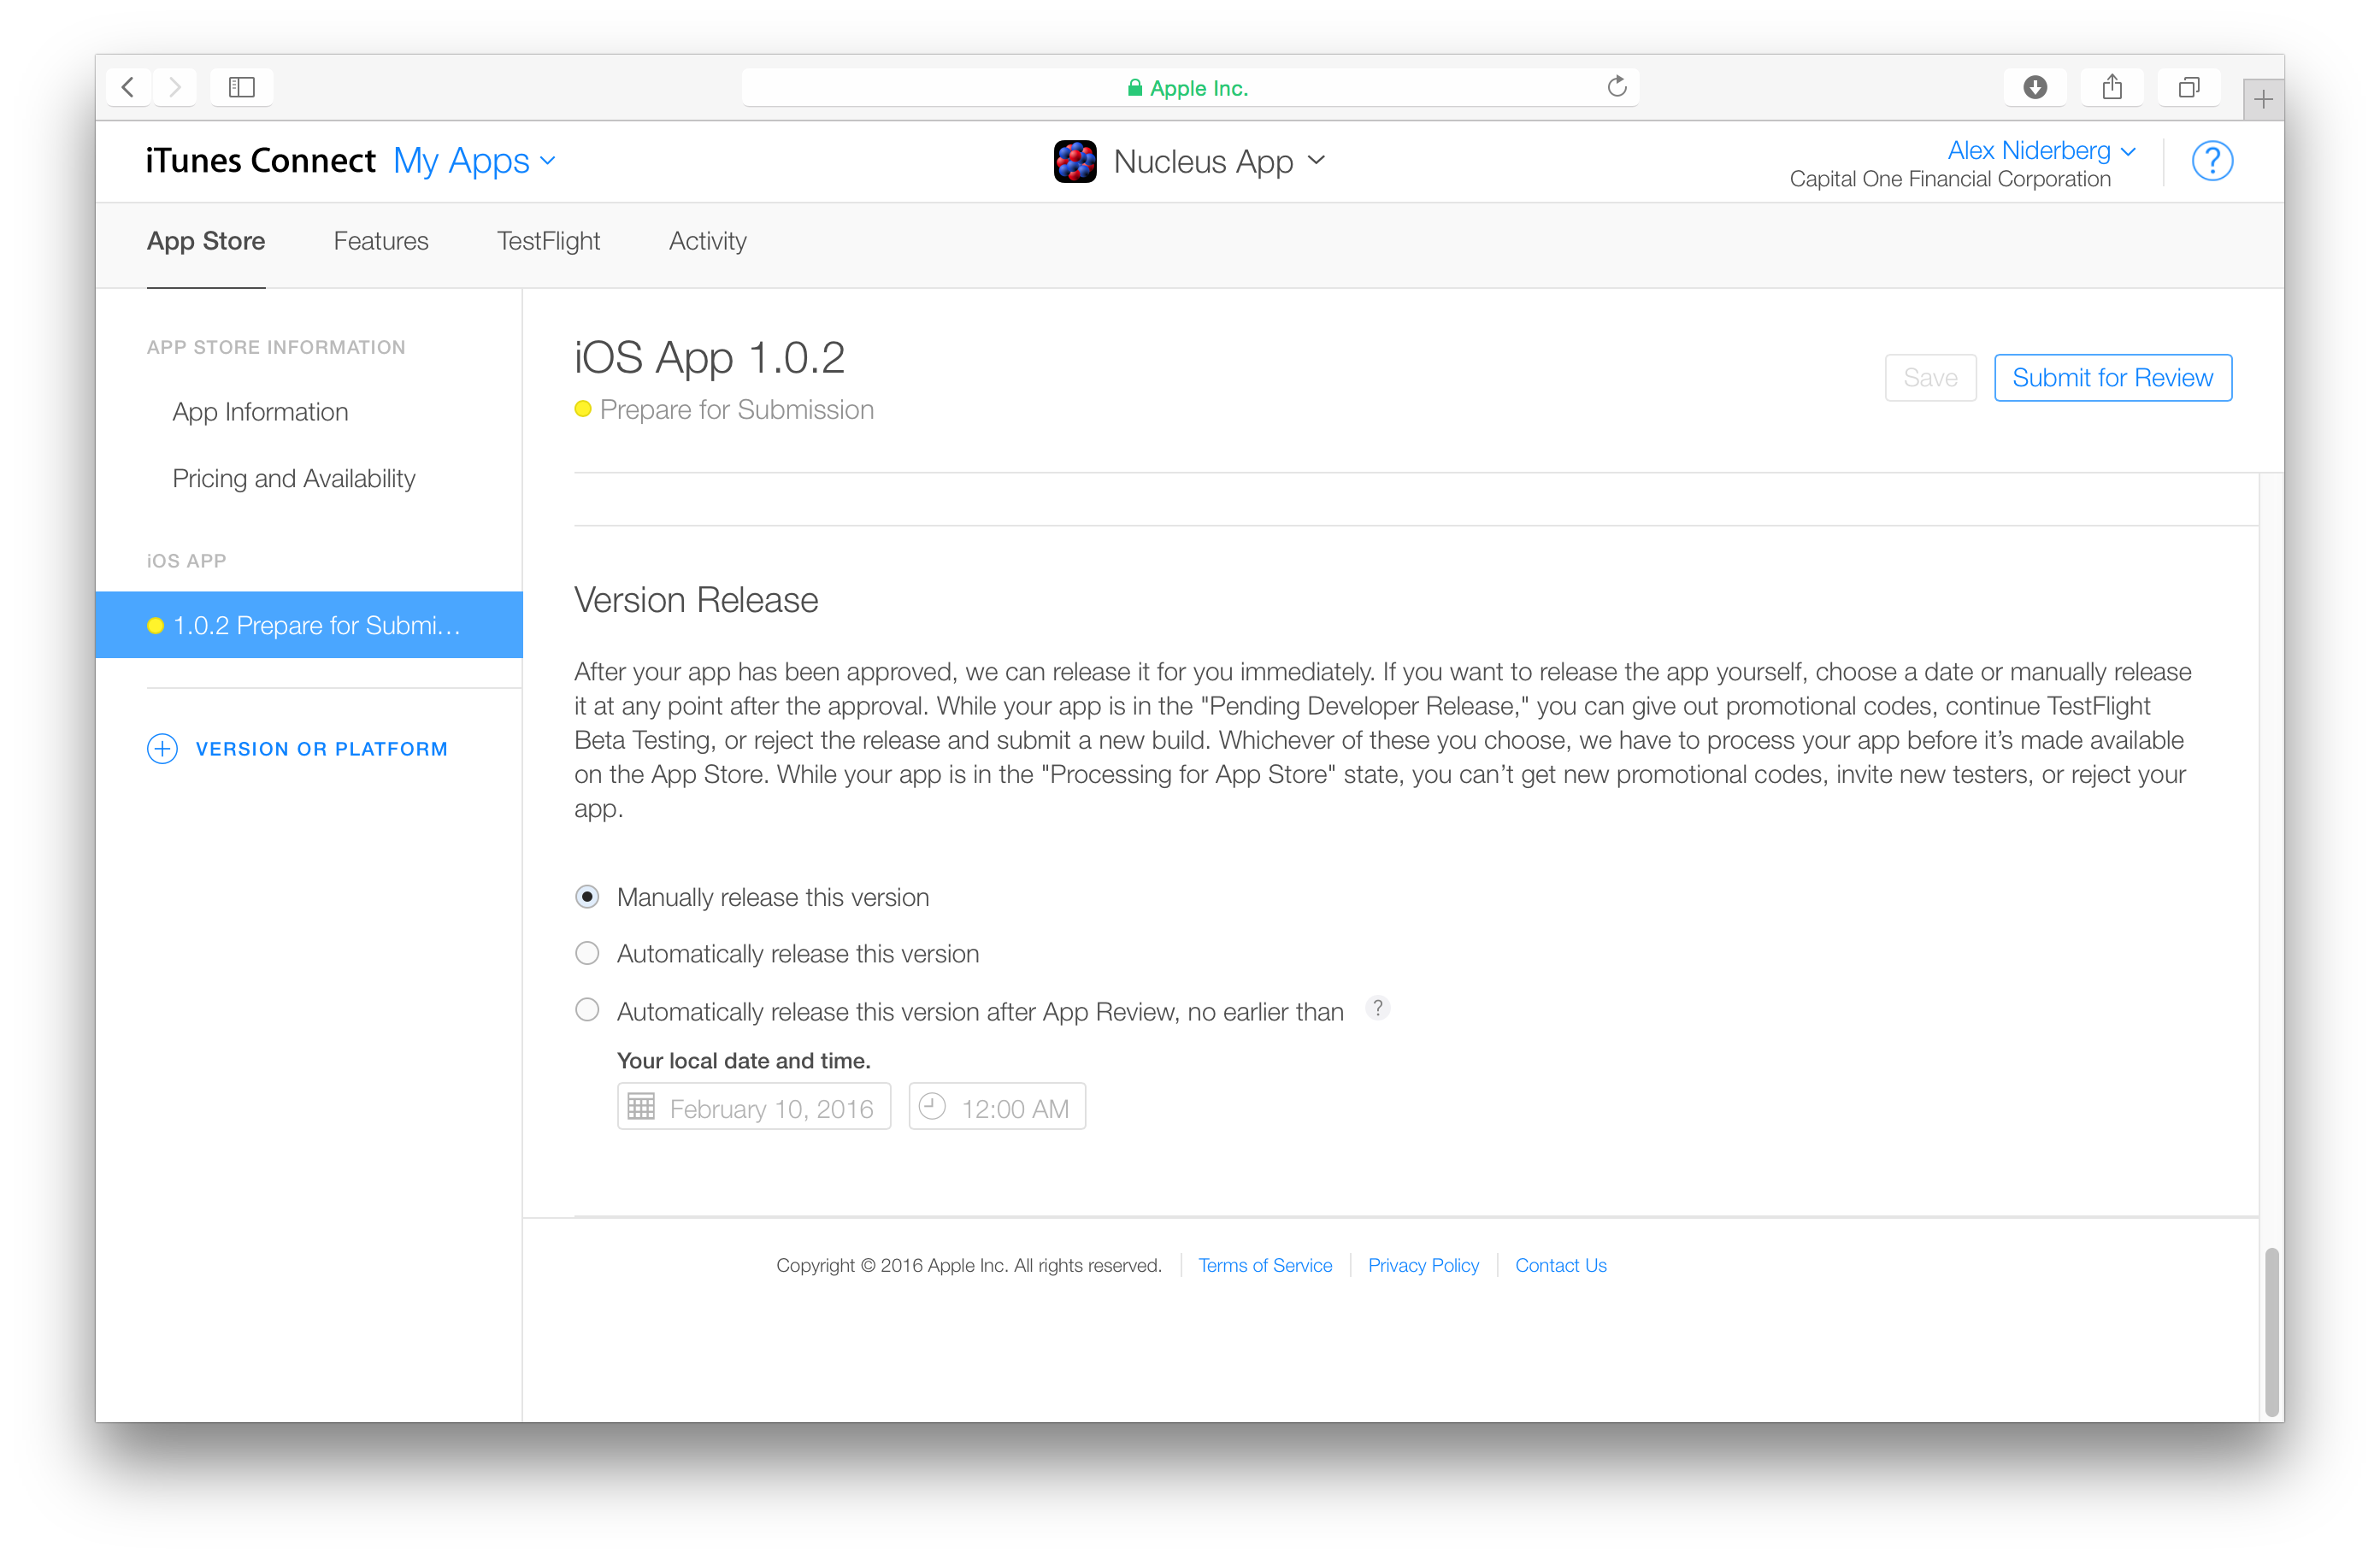 Apple Inc.
iTunes Connect My Apps
Nucleus App
Alex Niderberg
Capital One Financial Corporation
?
App Store Features TestFlight Activity
APP STORE INFORMATION
App Information
Pricing and Availability
iOS APP
1.0.2 Prepare for Submi...
VERSION OR PLATFORM
iOS App 1.0.2
Prepare for Submission
Save Submit for Review
Version Release
After your app has been approved, we can release it for you immediately. If you want to release the app yourself, choose a date or manually release
it at any point after the approval. While your app is in the "Pending Developer Release," you can give out promotional codes, continue TestFlight
Beta Testing, or reject the release and submit a new build. Whichever of these you choose, we have to process your app before it’s made available
on the App Store. While your app is in the "Processing for App Store" state, you can’t get new promotional codes, invite new testers, or reject your
app.
Manually release this version
Automatically release this version
Automatically release this version after App Review, no earlier than ?
Your local date and time.
February 10, 2016 12:00 AM
Copyright © 2016 Apple Inc. All rights reserved. Terms of Service Privacy Policy Contact Us